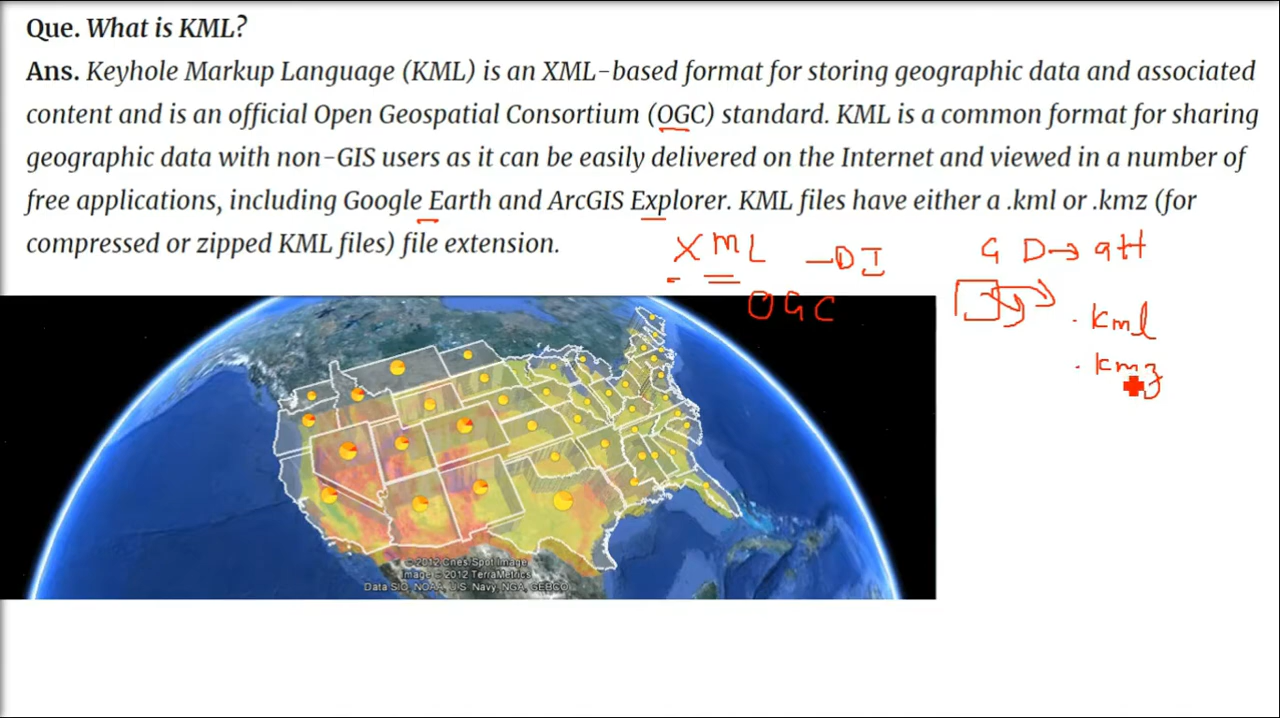 Que. What is KML?
Ans. Keyhole Markup Language (KML) is an XML-based format for storing geographic data and associated
content and is an official Open Geospatial Consortium (OGC) standard. KML is a common format for sharing
geographic data with non-GIS users as it can be easily delivered on the Internet and viewed in a number of
free applications, including Google Earth and ArcGIS Explorer. KML files have either a .kml or .kmz (for
compressed or zipped KML files) file extension.
XML -DI
G D→ att
OGC
.kml
.kmz
© 2012 Cnes/Spot Image
Image © 2012 TerraMetrics
Data SIO, NOAA, U.S. Navy, NGA, GEBCO